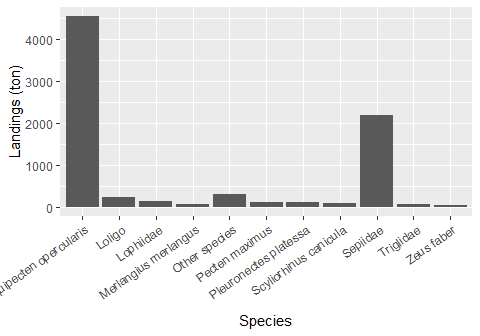 Landings (ton)
4000
3000
2000
1000
0
opercularis
Loligo
Lophiidae
Merlangius merlangus
Other species
Pecten maximus
Pleuronectes platessa
Scyliorhinus canicula
Sepiidae
Triglidae
Zeus faber
Species